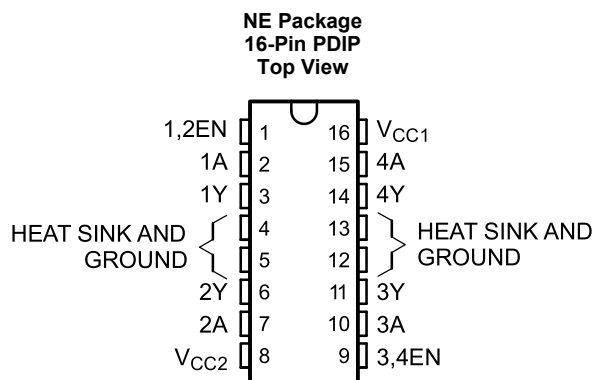 NE Package
16-Pin PDIP
Top View
1,2EN 1 16 VCC1
1A 2 15 4A
1Y 3 14 4Y
HEAT SINK AND GROUND 4 13 HEAT SINK AND GROUND
5 12
2Y 6 11 3Y
2A 7 10 3A
VCC2 8 9 3,4EN